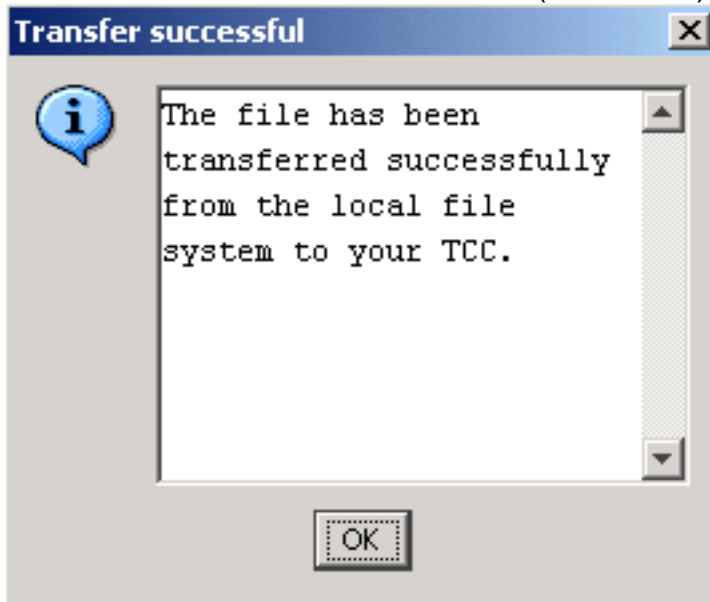 Transfer successful
The file has been
transferred successfully
from the local file
system to your TCC.
OK